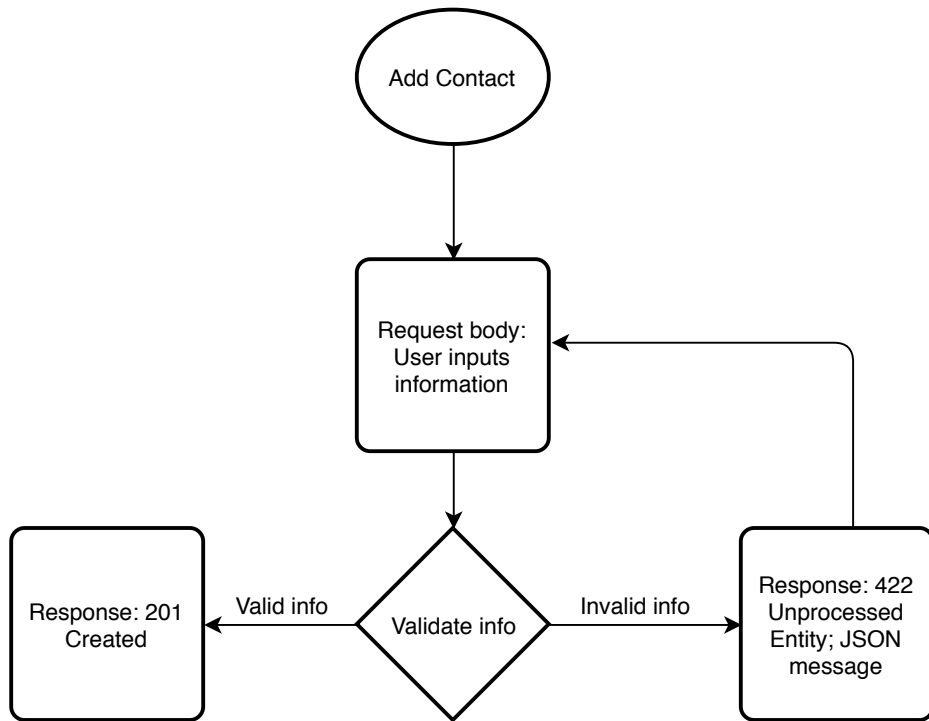 Add Contact
Request body:
User inputs
information
Response: 201
Created
Valid info
Validate info
Invalid info
Response: 422
Unprocessed
Entity; JSON
message